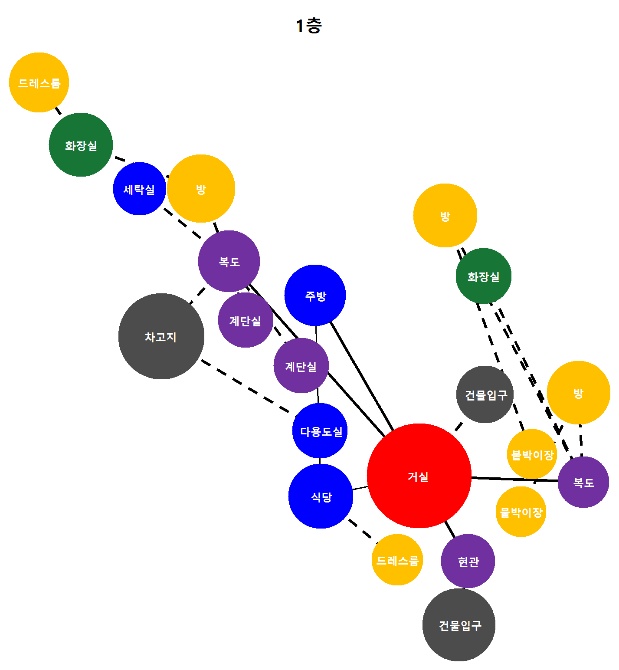 1층
드레스룸
화장실
세탁실
방
방
복도
화장실
주방
계단실
차고지
계단실
건물입구
방
다용도실
붙박이장
거실
복도
식당
붙박이장
드레스룸
현관
건물입구